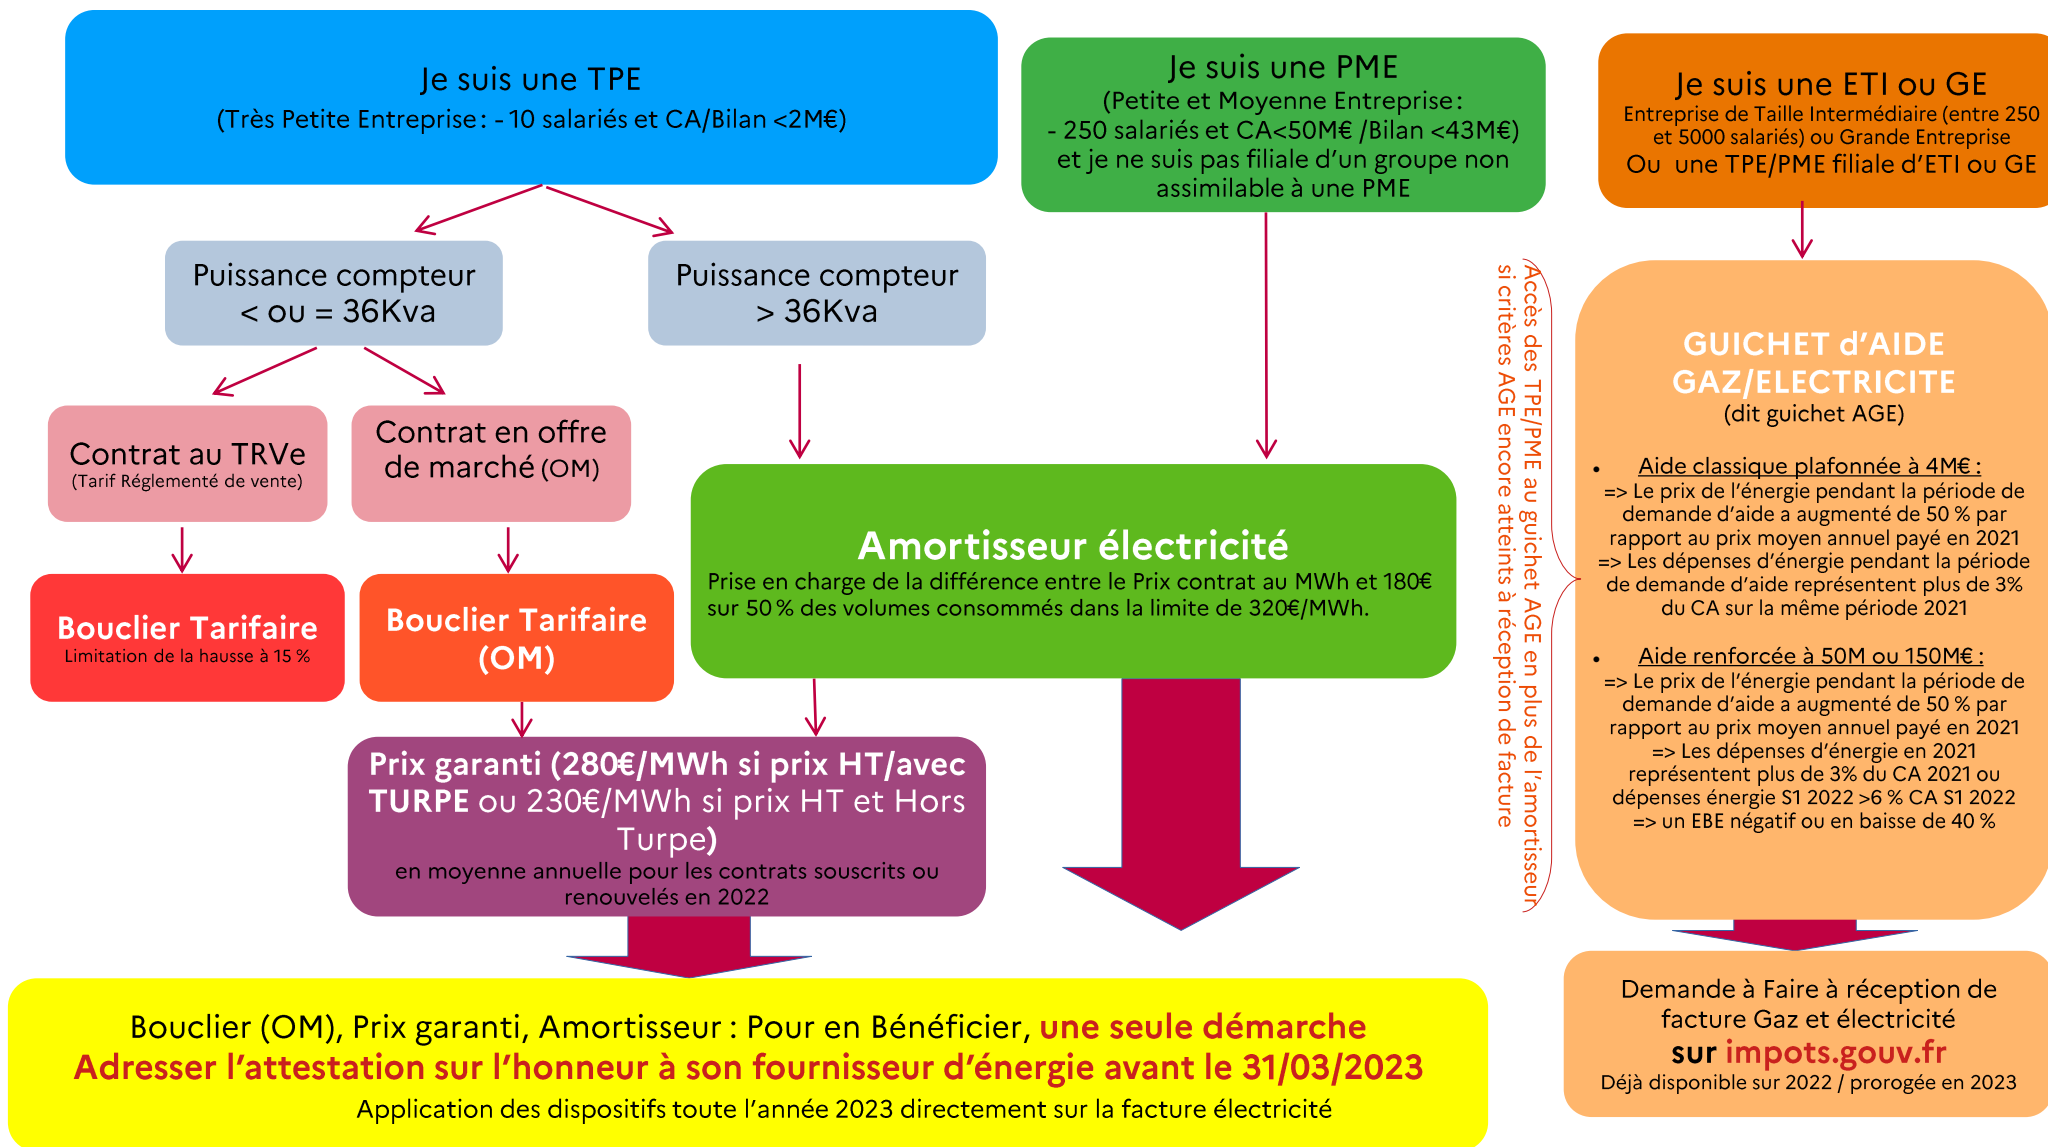 Je suis une TPE
(Très Petite Entreprise : - 10 salariés et CA/Bilan <2M€)
Je suis une PME
(Petite et Moyenne Entreprise :
- 250 salariés et CA<50M€ /Bilan <43M€)
et je ne suis pas filiale d’un groupe non
assimilable à une PME
Je suis une ETI ou GE
Entreprise de Taille Intermédiaire (entre 250
et 5000 salariés) ou Grande Entreprise
Ou une TPE/PME filiale d’ETI ou GE
Puissance compteur
< ou = 36Kva
Puissance compteur
> 36Kva
Contrat au TRVe
(Tarif Réglementé de vente)
Contrat en offre
de marché (OM)
Bouclier Tarifaire
Limitation de la hausse à 15 %
Bouclier Tarifaire
(OM)
Amortisseur électricité
Prise en charge de la différence entre le Prix contrat au MWh et 180€
sur 50 % des volumes consommés dans la limite de 320€/MWh.
Prix garanti (280€/MWh si prix HT/avec
TURPE ou 230€/MWh si prix HT et Hors
Turpe)
en moyenne annuelle pour les contrats souscrits ou
renouvelés en 2022
Accès des TPE/PME au guichet AGE en plus de l’amortisseur
si critères AGE encore atteints à réception de facture
GUICHET d’AIDE
GAZ/ELECTRICITE
(dit guichet AGE)
• Aide classique plafonnée à 4M€ :
=> Le prix de l’énergie pendant la période de
demande d’aide a augmenté de 50 % par
rapport au prix moyen annuel payé en 2021
=> Les dépenses d’énergie pendant la période
de demande d’aide représentent plus de 3%
du CA sur la même période 2021
• Aide renforcée à 50M ou 150M€ :
=> Le prix de l’énergie pendant la période de
demande d’aide a augmenté de 50 % par
rapport au prix moyen annuel payé en 2021
=> Les dépenses d’énergie en 2021
représentent plus de 3% du CA 2021 ou
dépenses énergie S1 2022 >6 % CA S1 2022
=> un EBE négatif ou en baisse de 40 %
Bouclier (OM), Prix garanti, Amortisseur : Pour en Bénéficier, une seule démarche
Adresser l’attestation sur l’honneur à son fournisseur d’énergie avant le 31/03/2023
Application des dispositifs toute l’année 2023 directement sur la facture électricité
Demande à Faire à réception de
facture Gaz et électricité
sur impots.gouv.fr
Déjà disponible sur 2022 / prorogée en 2023